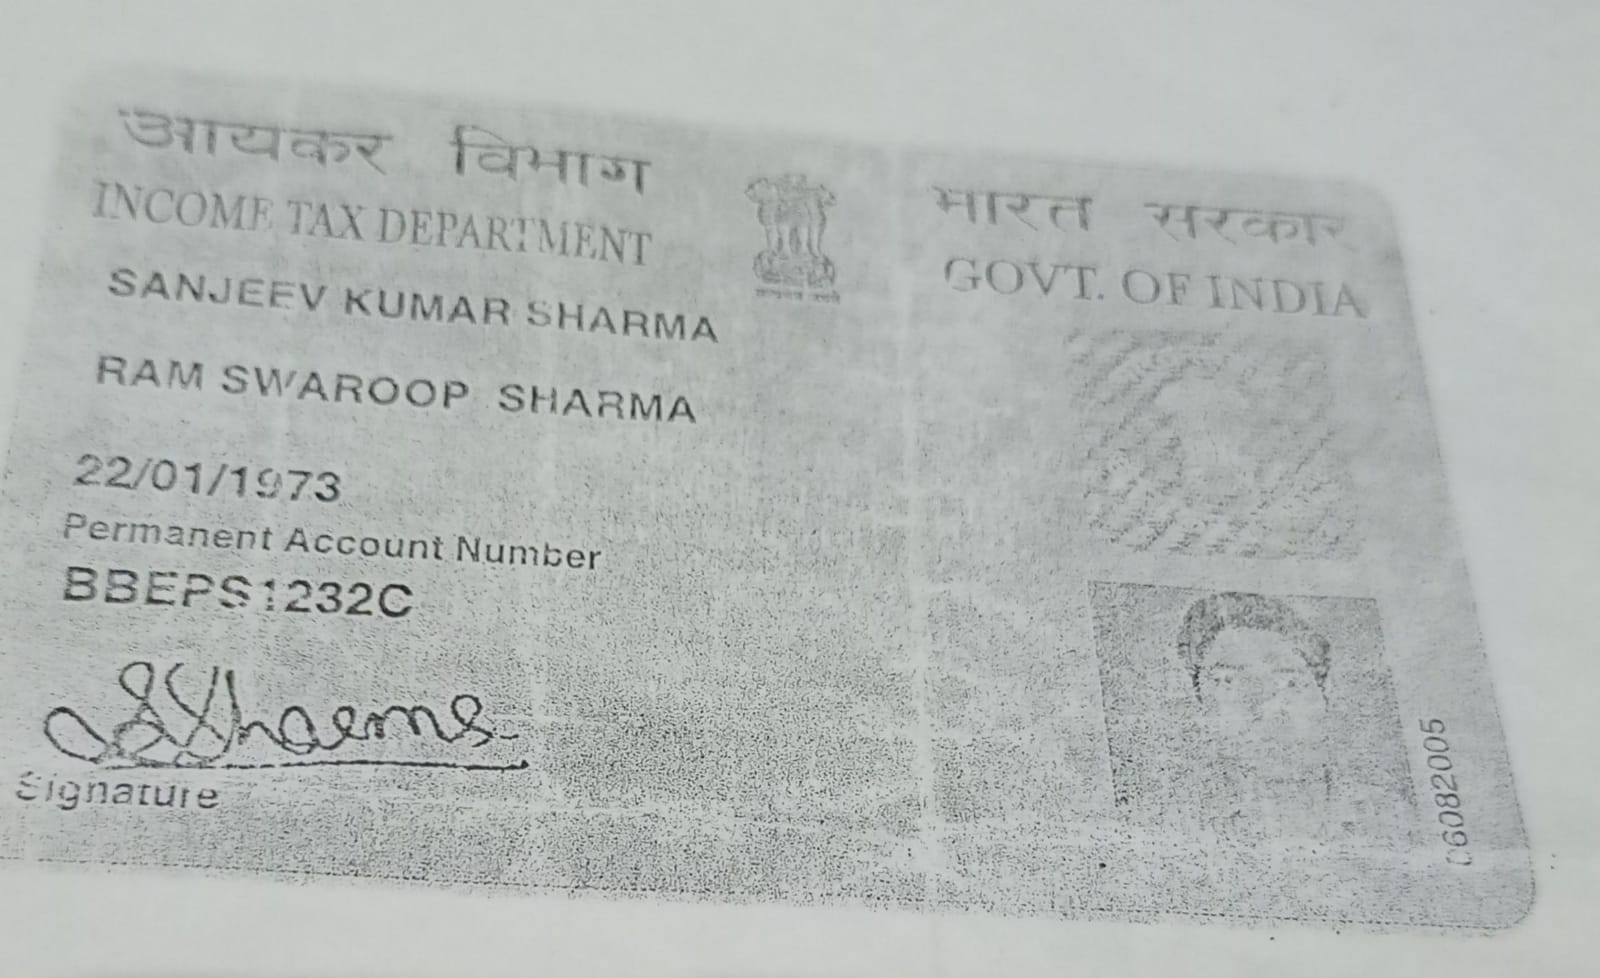 आयकर विभाग
INCOME TAX DEPARTMENT
भारत सरकार
GOVT. OF INDIA
SANJEEV KUMAR SHARMA
RAM SWAROOP SHARMA
22/01/1973
Permanent Account Number
BBEPS1232C
Signature